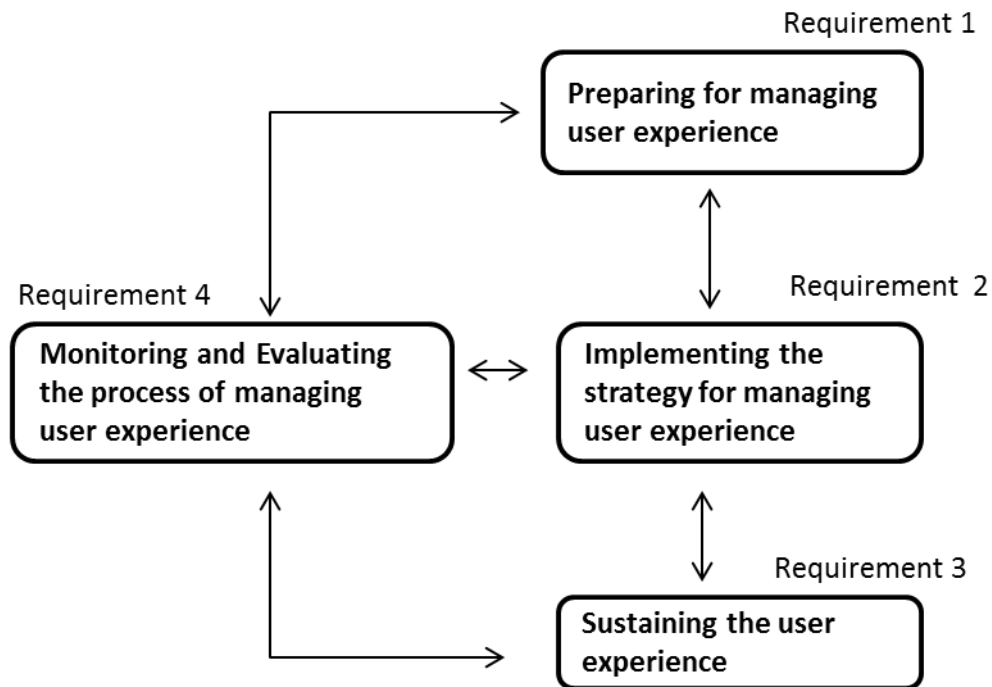 Requirement 1
Preparing for managing
user experience
Requirement 4
Monitoring and Evaluating
the process of managing
user experience
Requirement 2
Implementing the
strategy for managing
user experience
Requirement 3
Sustaining the user
experience